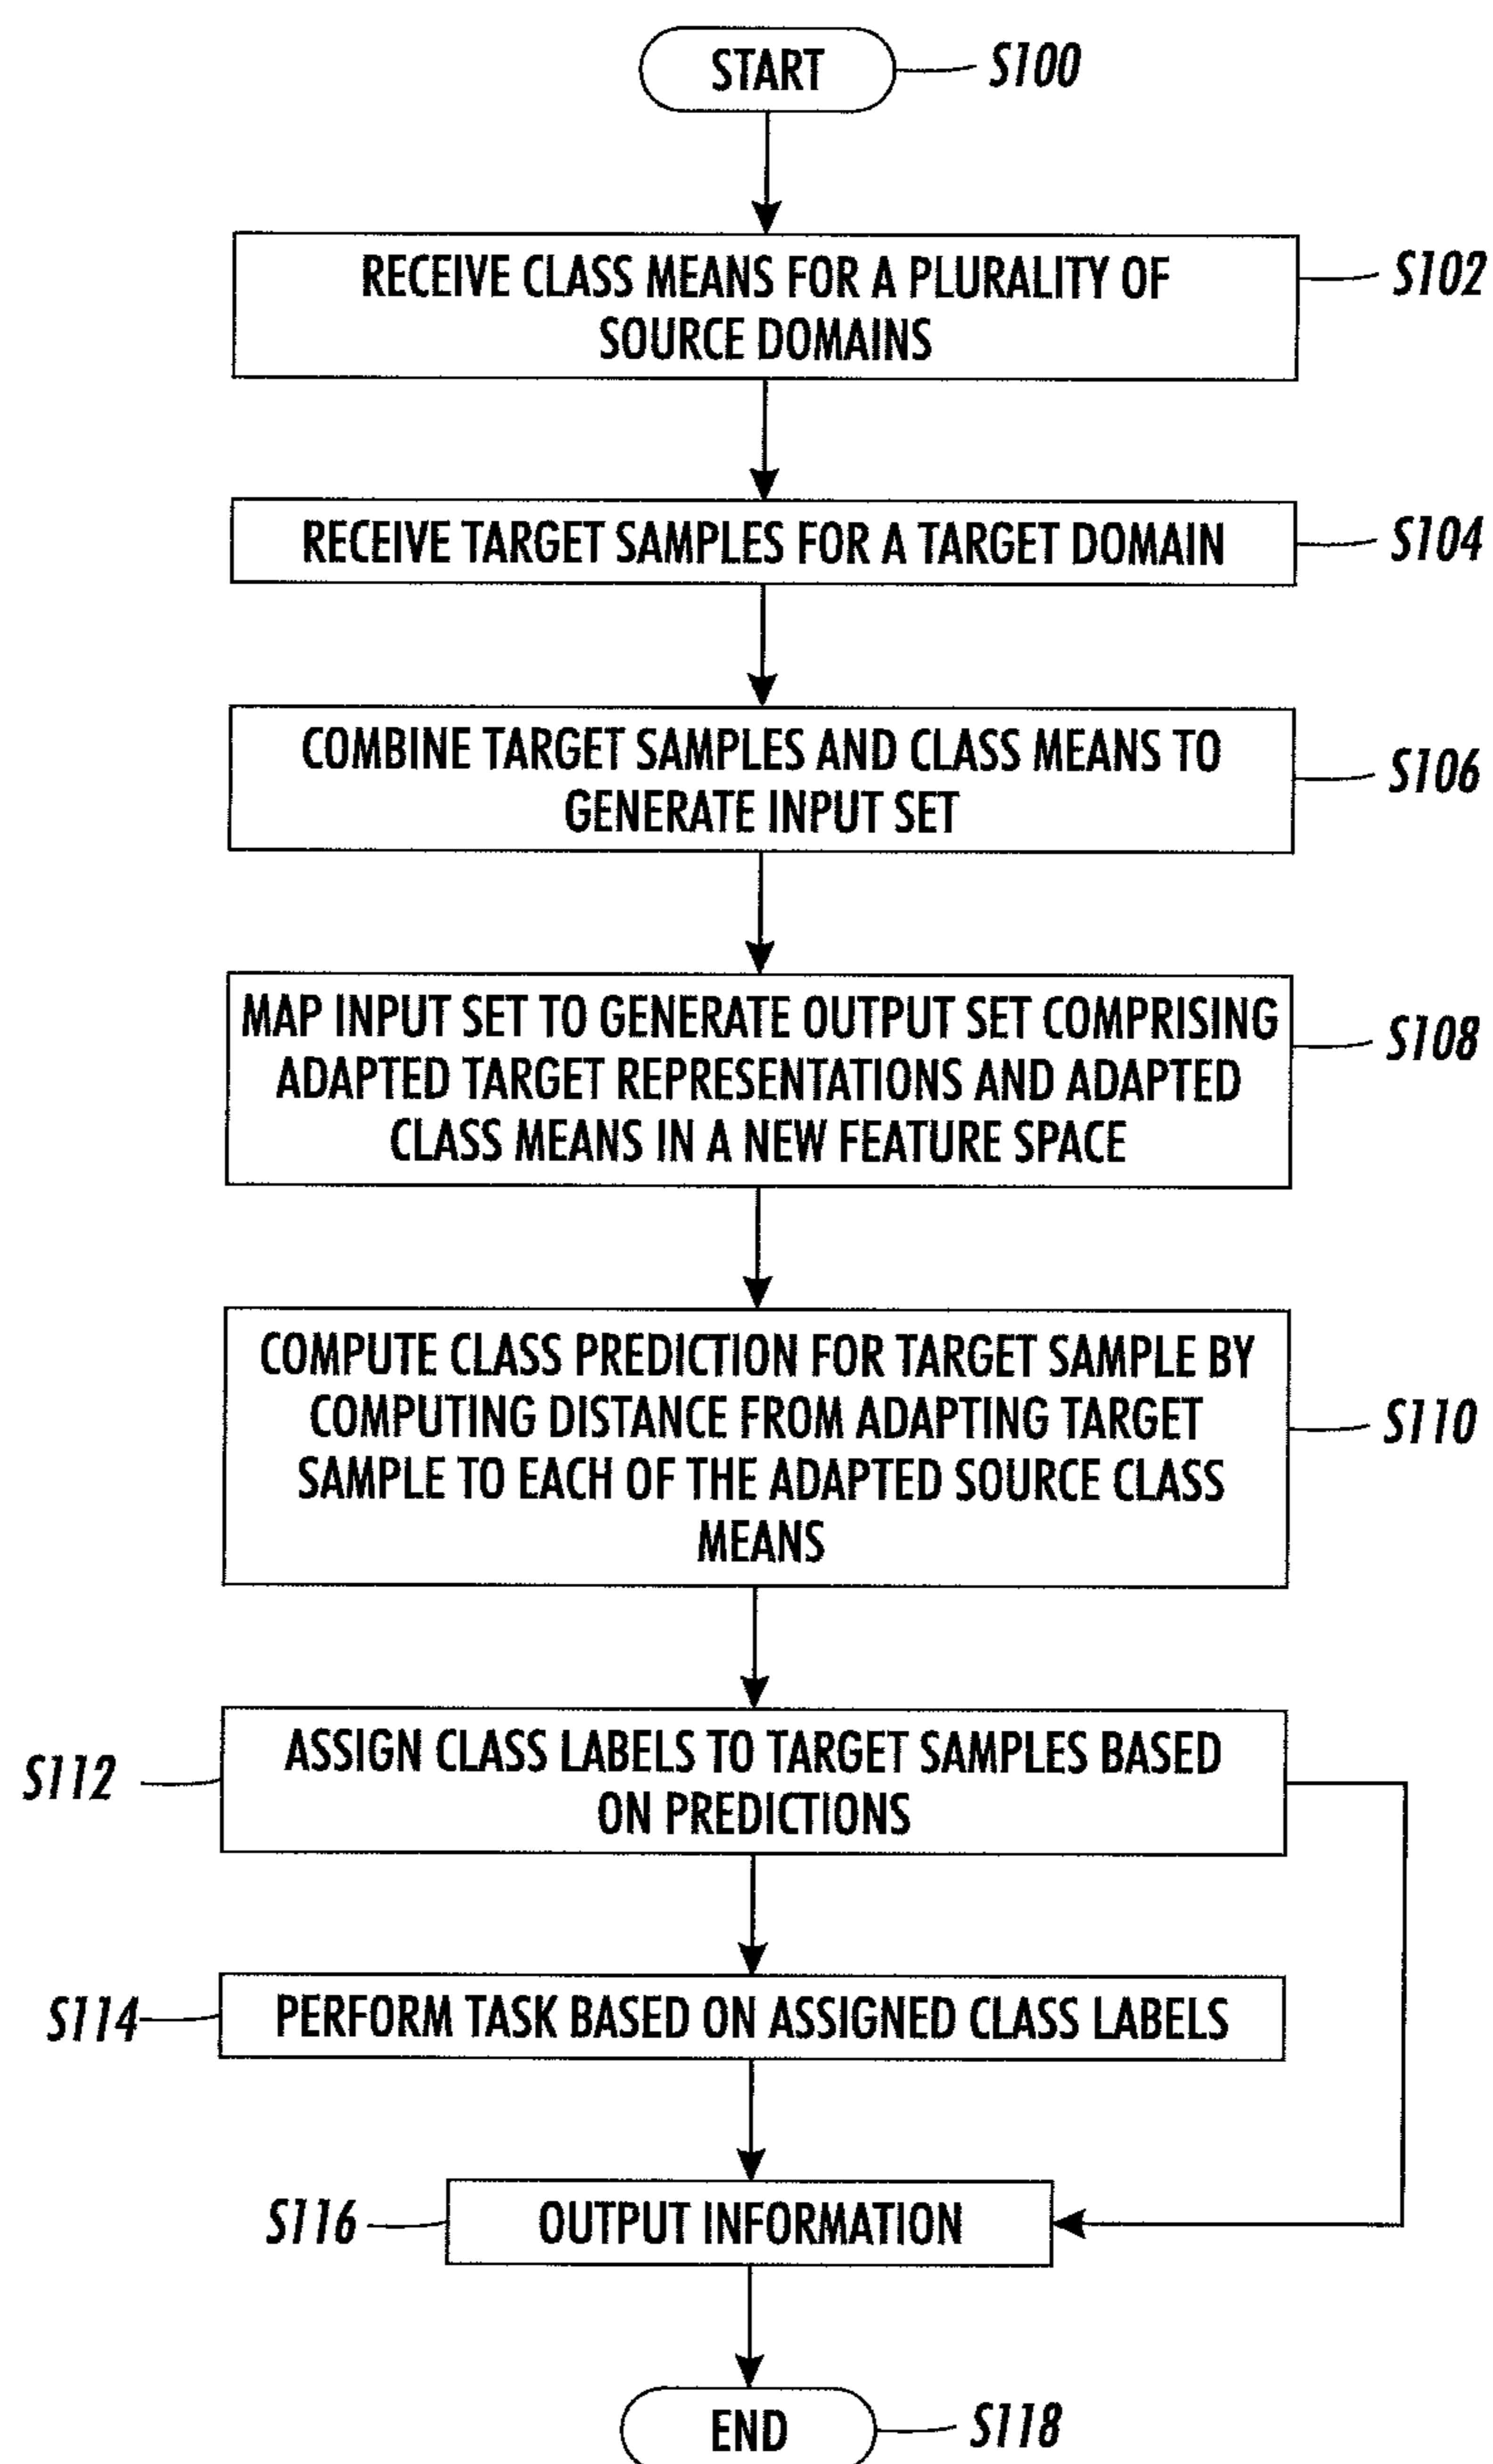 START
S100
RECEIVE CLASS MEANS FOR A PLURALITY OF
SOURCE DOMAINS
S102
RECEIVE TARGET SAMPLES FOR A TARGET DOMAIN
S104
COMBINE TARGET SAMPLES AND CLASS MEANS TO
GENERATE INPUT SET
S106
MAP INPUT SET TO GENERATE OUTPUT SET COMPRISING
ADAPTED TARGET REPRESENTATIONS AND ADAPTED
CLASS MEANS IN A NEW FEATURE SPACE
S108
COMPUTE CLASS PREDICTION FOR TARGET SAMPLE BY
COMPUTING DISTANCE FROM ADAPTING TARGET
SAMPLE TO EACH OF THE ADAPTED SOURCE CLASS
MEANS
S110
S112
ASSIGN CLASS LABELS TO TARGET SAMPLES BASED
ON PREDICTIONS
S114
PERFORM TASK BASED ON ASSIGNED CLASS LABELS
S116
OUTPUT INFORMATION
END
S118